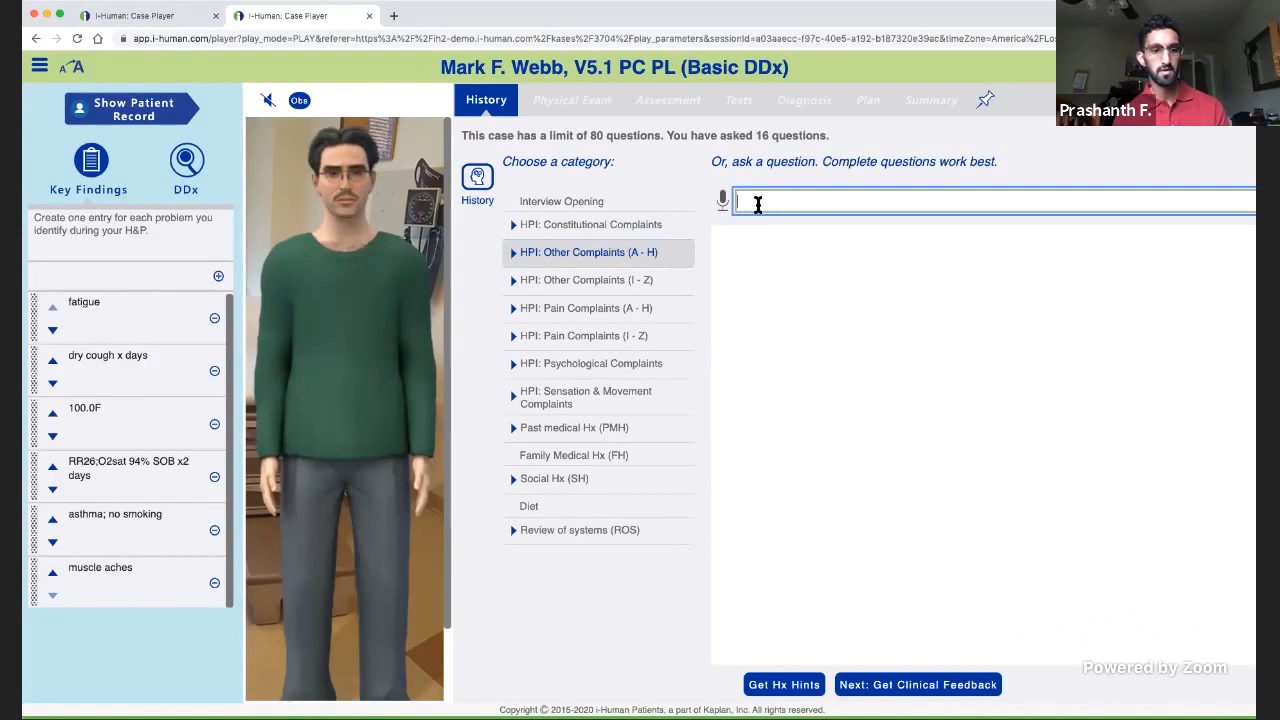 i-Human: Case Player
i-Human: Case Player
app.i-human.com/player?play_mode=PLAY&referer=https%3A%2F%2Fih2-demo.i-human.com%2Fkases%2F3704%2Fplay_parameters&sessionId=a03aaecc-f97c-40e5-a192-b187320e39ac&timeZone=America%2FLos
Prashanth F.
AA
Mark F. Webb, V5.1 PC PL (Basic DDx)
Show Patient
Record
Obs
Key Findings
DDx
Create one entry for each problem you
identify during your H&P.
fatigue
dry cough x days
100.0F
RR26;O2sat 94% SOB x2
days
asthma; no smoking
muscle aches
History
Physical Exam
Assessment
Tests
Diagnosis
Plan
Summary
This case has a limit of 80 questions. You have asked 16 questions.
History
Choose a category:
Or, ask a question. Complete questions work best.
Interview Opening
HPI: Constitutional Complaints
HPI: Other Complaints (A - H)
HPI: Other Complaints (I - Z)
HPI: Pain Complaints (A - H)
HPI: Pain Complaints (I - Z)
HPI: Psychological Complaints
HPI: Sensation & Movement
Complaints
Past medical Hx (PMH)
Family Medical Hx (FH)
Social Hx (SH)
Diet
Review of systems (ROS)
Powered by Zoom
Get Hx Hints
Next: Get Clinical Feedback
Copyright © 2015-2020 i-Human Patients, a part of Kaplan, Inc. All rights reserved.